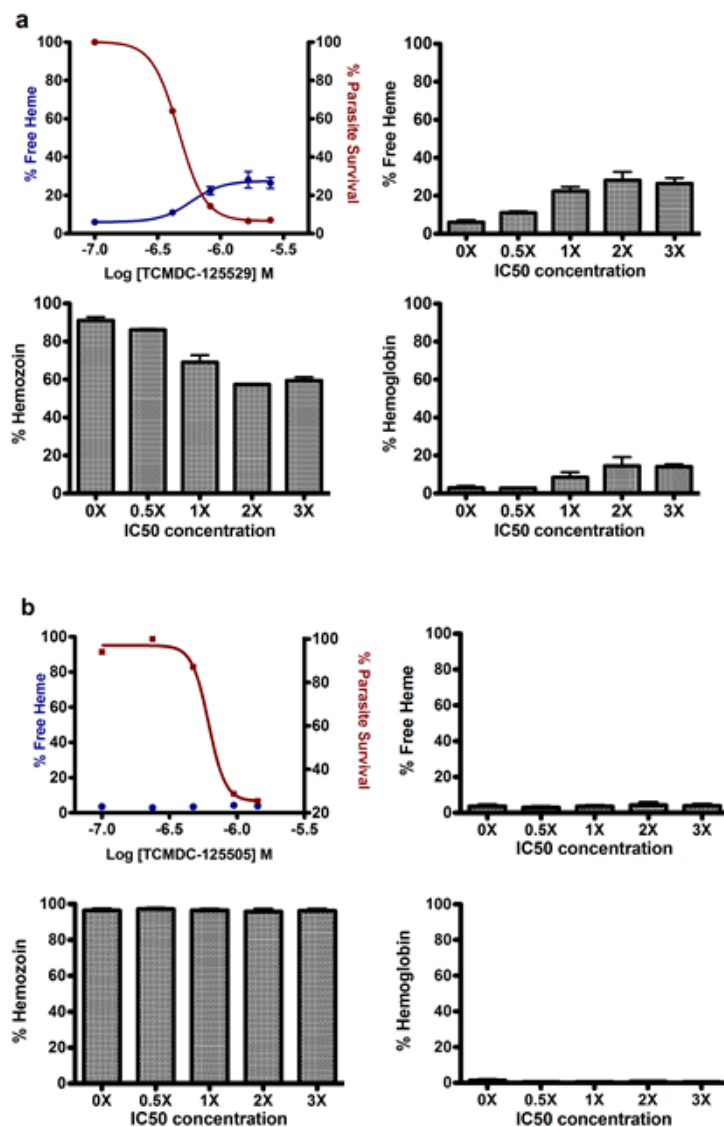 a
% Free Heme
100
80
60
40
20
0
% Parasite Survival
100
80
60
40
20
0
-7.0 -6.5 -6.0 -5.5
Log [TCMDC-125529] M
% Free Heme
100
80
60
40
20
0
0X 0.5X 1X 2X 3X
IC50 concentration
% Hemozoin
100
80
60
40
20
0
0X 0.5X 1X 2X 3X
IC50 concentration
% Hemoglobin
100
80
60
40
20
0
0X 0.5X 1X 2X 3X
IC50 concentration
b
% Free Heme
100
80
60
40
20
0
% Parasite Survival
100
80
60
40
20
-7.0 -6.5 -6.0 -5.5
Log [TCMDC-125505] M
% Free Heme
100
80
60
40
20
0
0X 0.5X 1X 2X 3X
IC50 concentration
% Hemozoin
100
80
60
40
20
0
0X 0.5X 1X 2X 3X
IC50 concentration
% Hemoglobin
100
80
60
40
20
0
0X 0.5X 1X 2X 3X
IC50 concentration